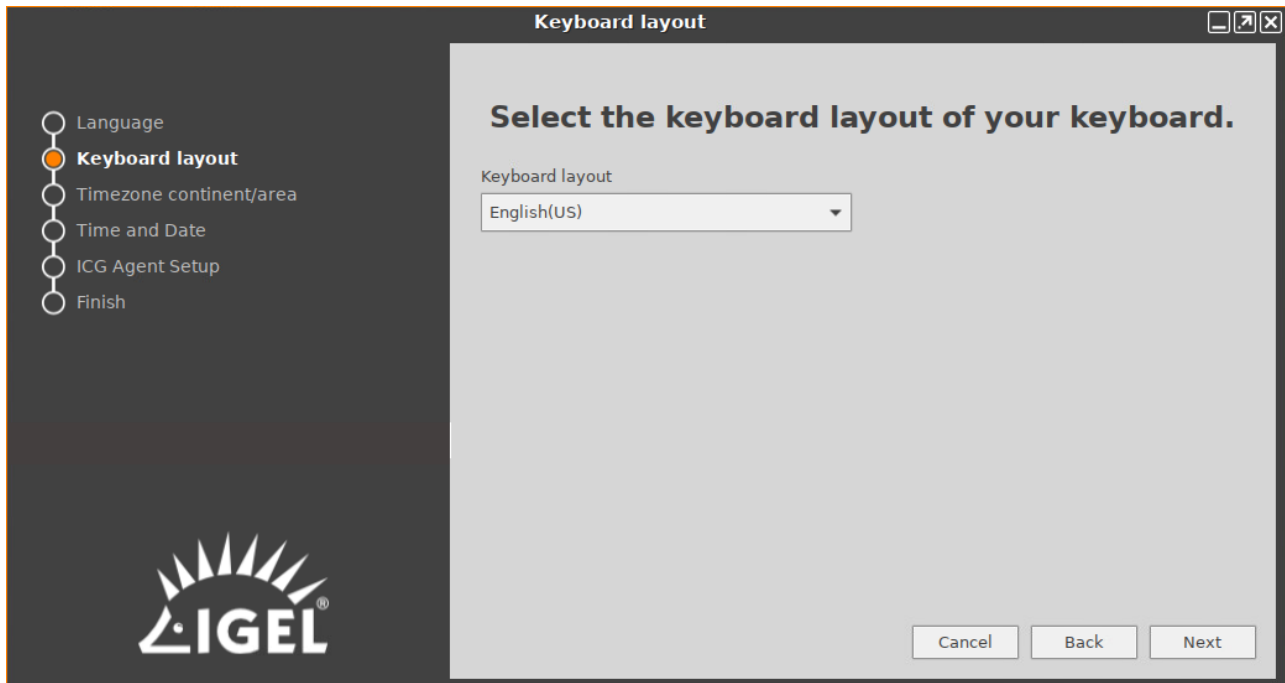 Keyboard layout
Language
Keyboard layout
Timezone continent/area
Time and Date
ICG Agent Setup
Finish
IGEL®
Select the keyboard layout of your keyboard.
Keyboard layout
English(US)
Cancel Back Next